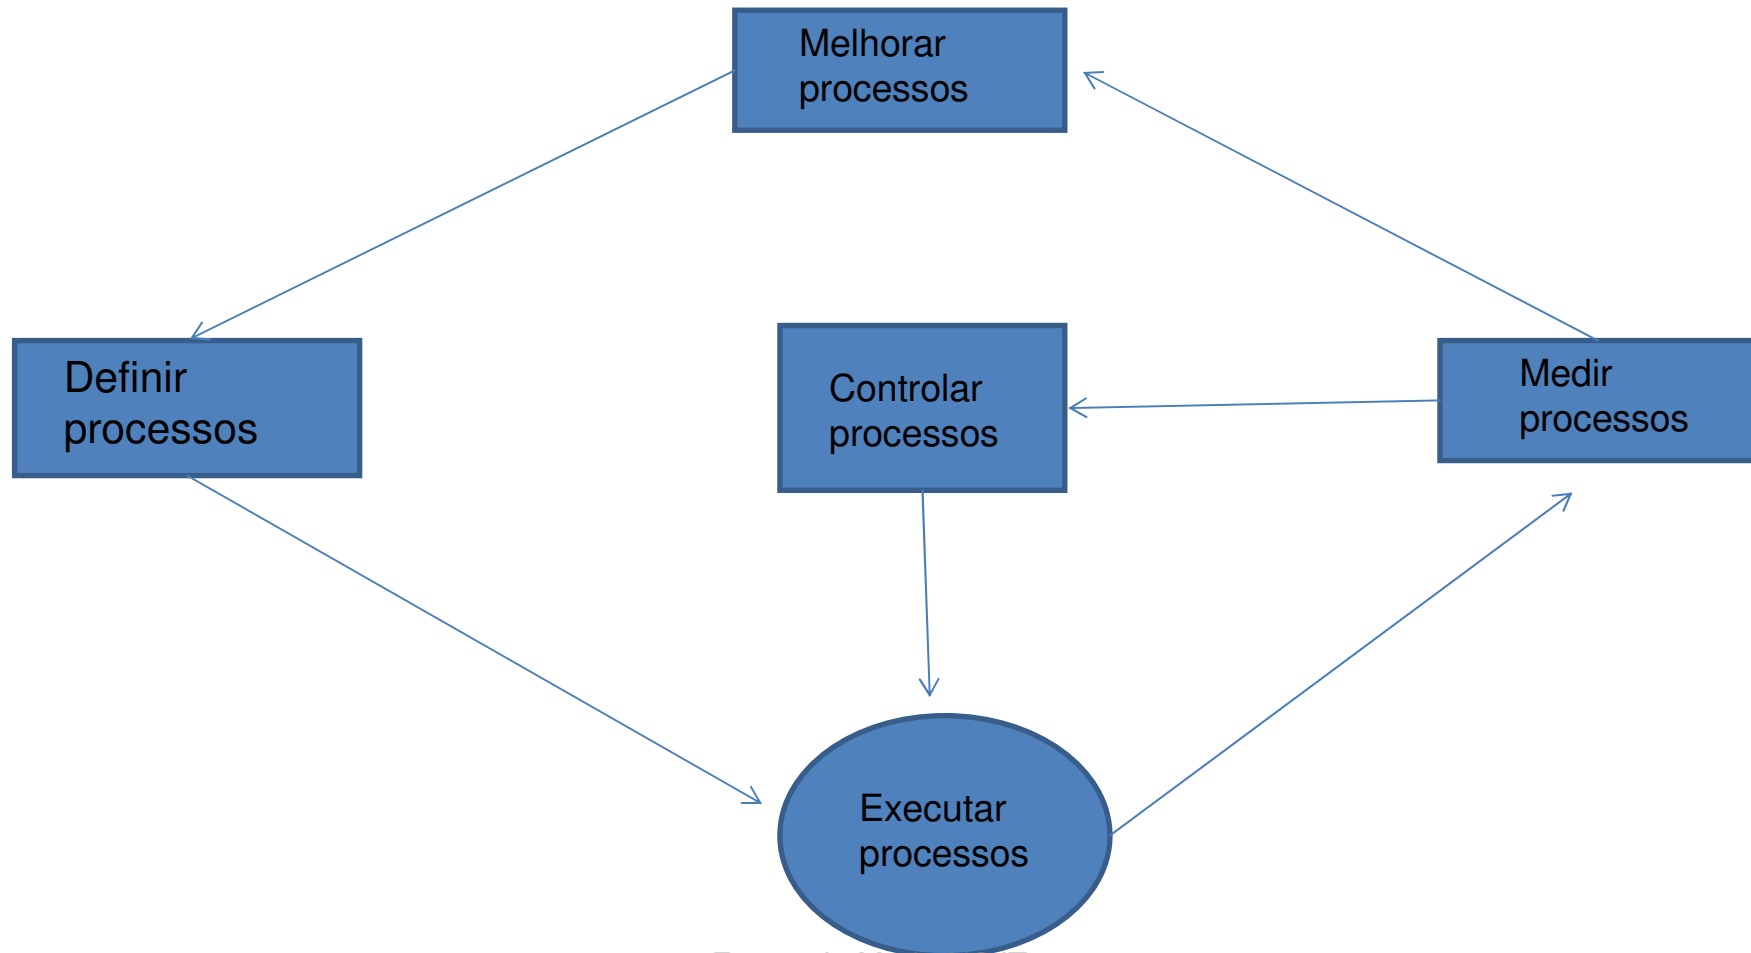 Melhorar
processos
Definir
processos
Controlar
processos
Medir
processos
Executar
processos